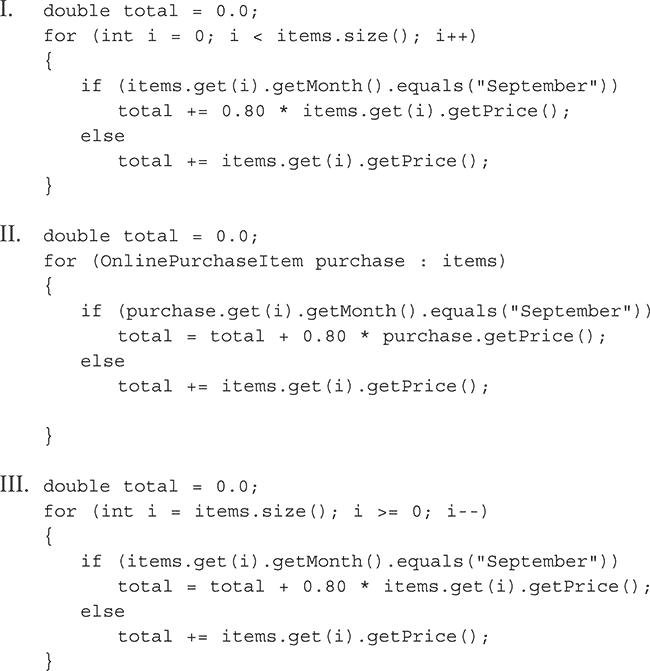 I. double total = 0.0;
for (int i = 0; i < items.size(); i++)
{
if (items.get(i).getMonth().equals("September"))
total += 0.80 * items.get(i).getPrice();
else
total += items.get(i).getPrice();
}
II. double total = 0.0;
for (OnlinePurchaseItem purchase : items)
{
if (purchase.get(i).getMonth().equals("September"))
total = total + 0.80 * purchase.getPrice();
else
total += items.get(i).getPrice();
}
III. double total = 0.0;
for (int i = items.size(); i >= 0; i--)
{
if (items.get(i).getMonth().equals("September"))
total = total + 0.80 * items.get(i).getPrice();
else
total += items.get(i).getPrice();
}